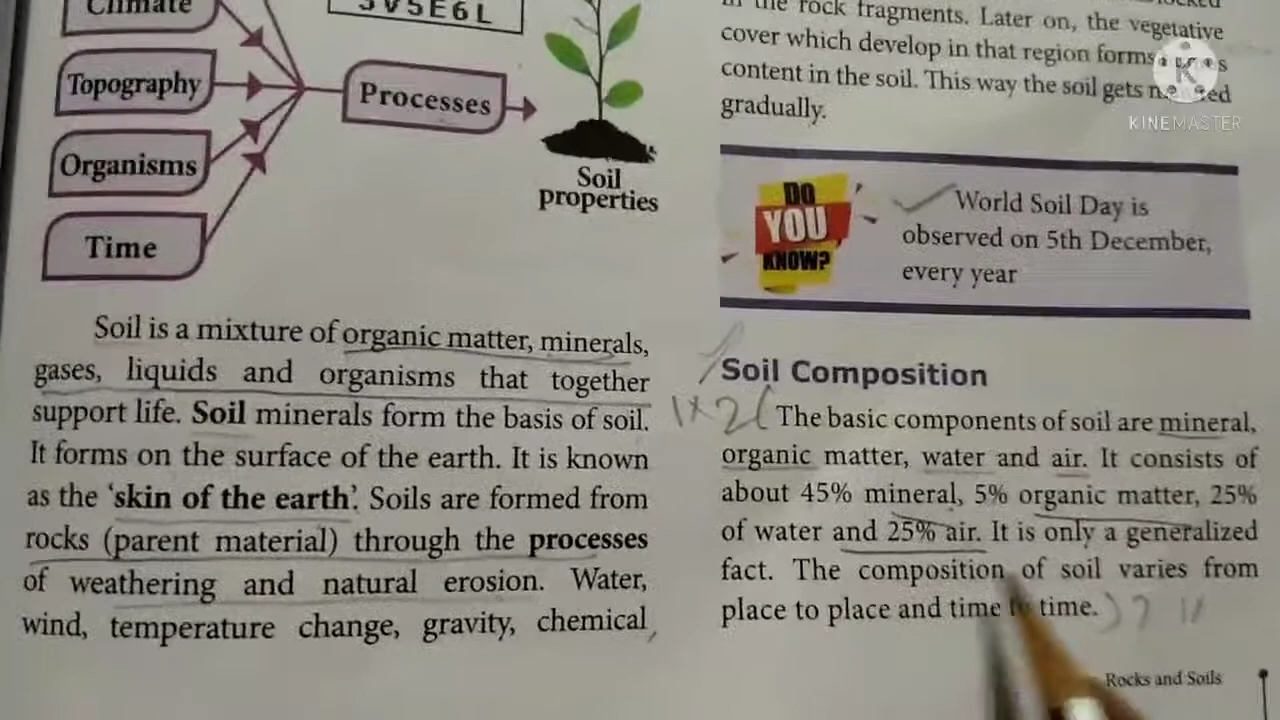 Climate
Topography
Organisms
Time
Processes
Soil
properties
Soil is a mixture of organic matter, minerals,
gases, liquids and organisms that together
support life. Soil minerals form the basis of soil.
It forms on the surface of the earth. It is known
as the ‘skin of the earth’. Soils are formed from
rocks (parent material) through the processes
of weathering and natural erosion. Water,
wind, temperature change, gravity, chemical
in the rock fragments. Later on, the vegetative
cover which develop in that region forms
content in the soil. This way the soil gets
gradually.
KINEMASTER
DO
YOU
KNOW?
World Soil Day is
observed on 5th December,
every year
Soil Composition
1x2( The basic components of soil are mineral,
organic matter, water and air. It consists of
about 45% mineral, 5% organic matter, 25%
of water and 25% air. It is only a generalized
fact. The composition of soil varies from
place to place and time to time.
Rocks and Soils